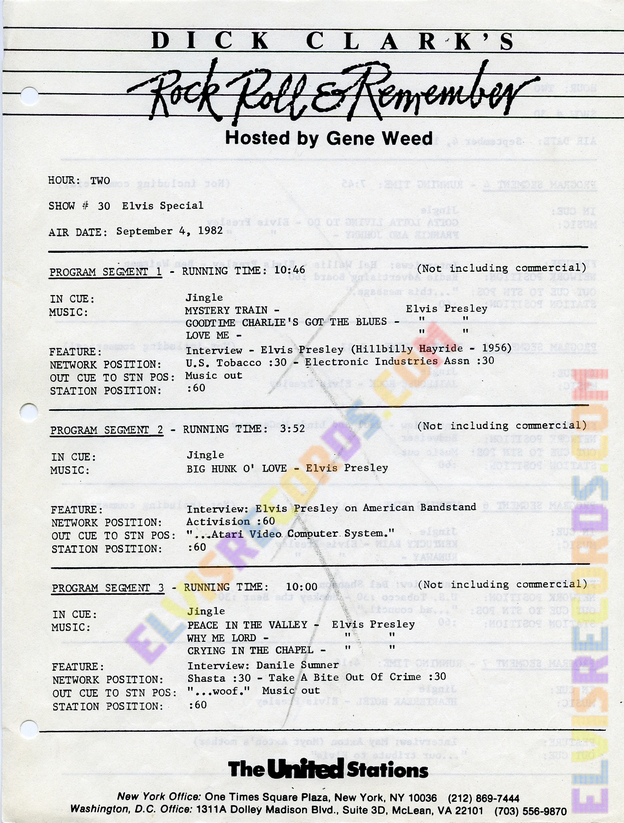 DICK CLARK'S
Rock Roll & Remember
Hosted by Gene Weed
HOUR: TWO
SHOW # 30 Elvis Special
AIR DATE: September 4, 1982
PROGRAM SEGMENT 1 - RUNNING TIME: 10:46 (Not including commercial)
IN CUE: Jingle
MUSIC: MYSTERY TRAIN - Elvis Presley
GOODTIME CHARLIE'S GOT THE BLUES - " "
LOVE ME - " "
FEATURE: Interview - Elvis Presley (Hillbilly Hayride - 1956)
NETWORK POSITION: U.S. Tobacco :30 - Electronic Industries Assn :30
OUT CUE TO STN POS: Music out
STATION POSITION: :60
PROGRAM SEGMENT 2 - RUNNING TIME: 3:52 (Not including commercial)
IN CUE: Jingle
MUSIC: BIG HUNK O' LOVE - Elvis Presley
FEATURE: Interview: Elvis Presley on American Bandstand
NETWORK POSITION: Activision :60
OUT CUE TO STN POS: "...Atari Video Computer System."
STATION POSITION: :60
PROGRAM SEGMENT 3 - RUNNING TIME: 10:00 (Not including commercial)
IN CUE: Jingle
MUSIC: PEACE IN THE VALLEY - Elvis Presley
WHY ME LORD - " "
CRYING IN THE CHAPEL - " "
FEATURE: Interview: Danile Sumner
NETWORK POSITION: Shasta :30 - Take A Bite Out Of Crime :30
OUT CUE TO STN POS: "...woof." Music out
STATION POSITION: :60
The United Stations
New York Office: One Times Square Plaza, New York, NY 10036 (212) 869-7444
Washington, D.C. Office: 1311A Dolley Madison Blvd., Suite 3D, McLean, VA 22101 (703) 556-9870
ELVISRECORDS.COM
ELVISRECORDS.COM